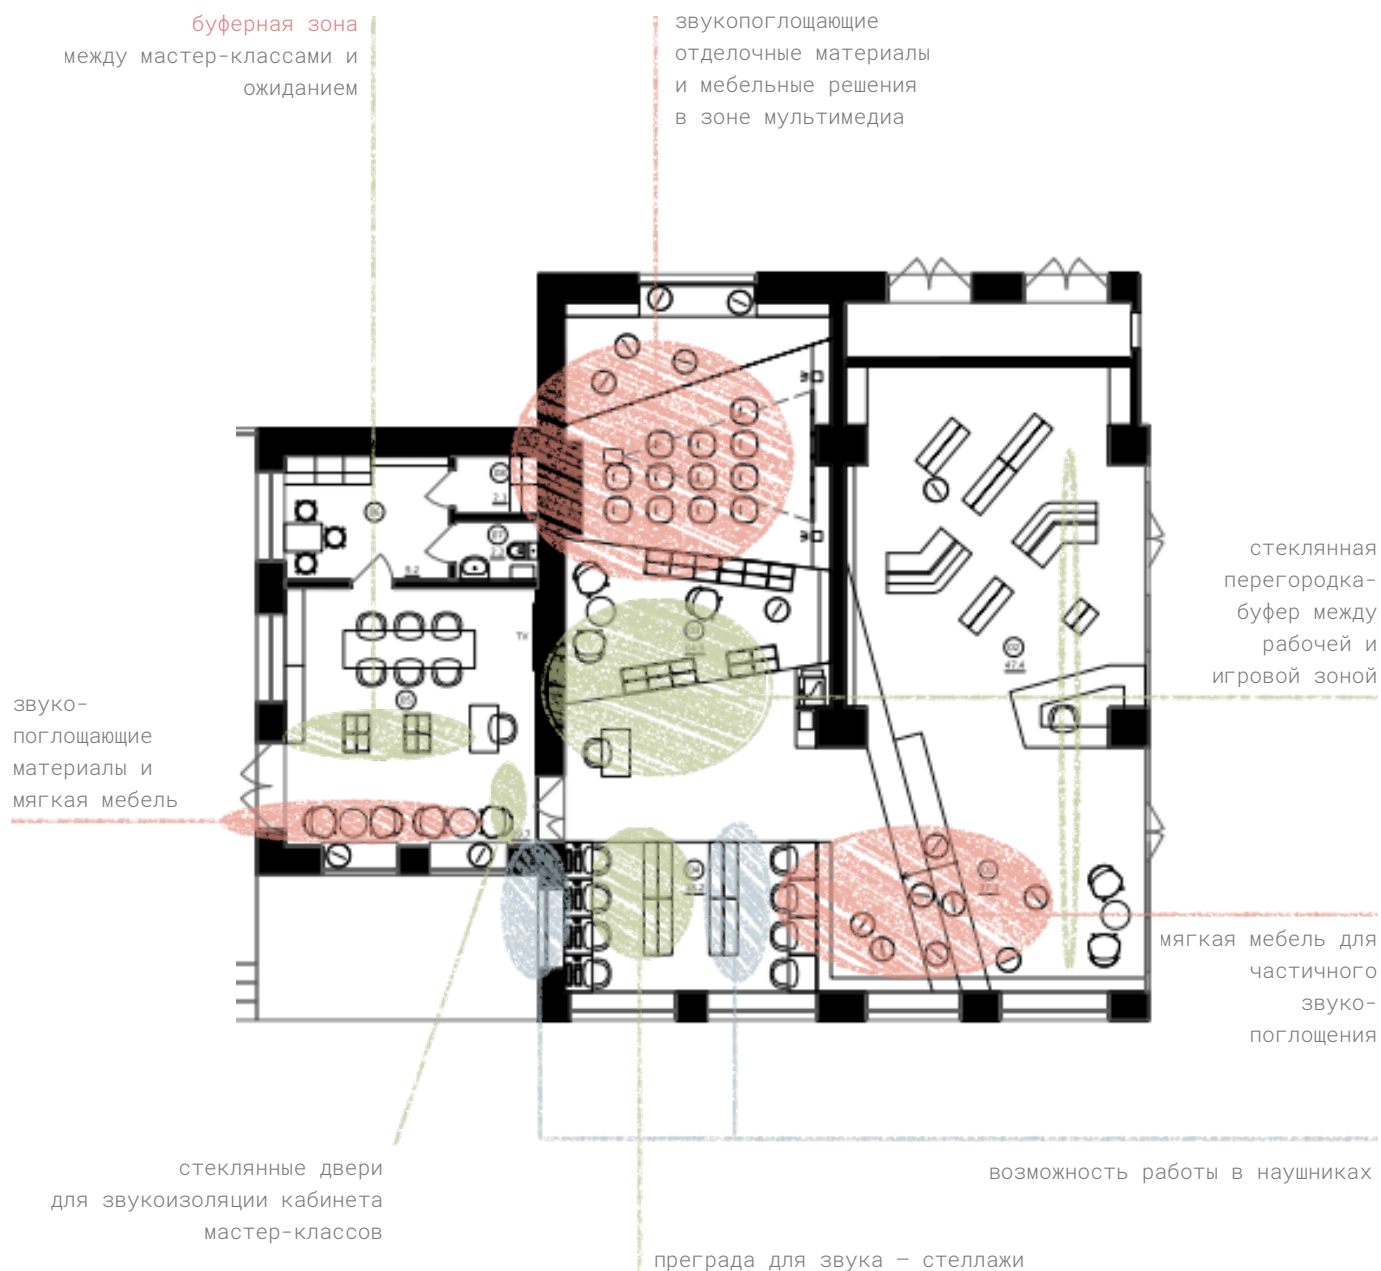 буферная зона
между мастер-классами и
ожиданием
звукопоглощающие
отделочные материалы
и мебельные решения
в зоне мультимедиа
стеклянная
перегородка-
буфер между
рабочей и
игровой зоной
звуко-
поглощающие
материалы и
мягкая мебель
TV
47.4
мягкая мебель для
частичного
звуко-
поглощения
стеклянные двери
для звукоизоляции кабинета
мастер-классов
возможность работы в наушниках
преграда для звука – стеллажи